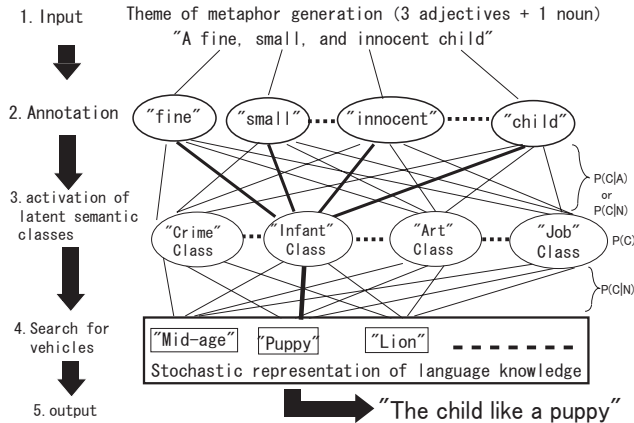 1. Input
Theme of metaphor generation (3 adjectives + 1 noun)
"A fine, small, and innocent child"
2. Annotation
"fine"
"small"
"innocent"
"child"
P(C|A)
or
P(C|N)
3. activation of
latent semantic
classes
"Crime"
Class
"Infant"
Class
"Art"
Class
"Job"
Class
P(C)
P(C|N)
4. Search for
vehicles
"Mid-age"
"Puppy"
"Lion"
Stochastic representation of language knowledge
5. output
"The child like a puppy"